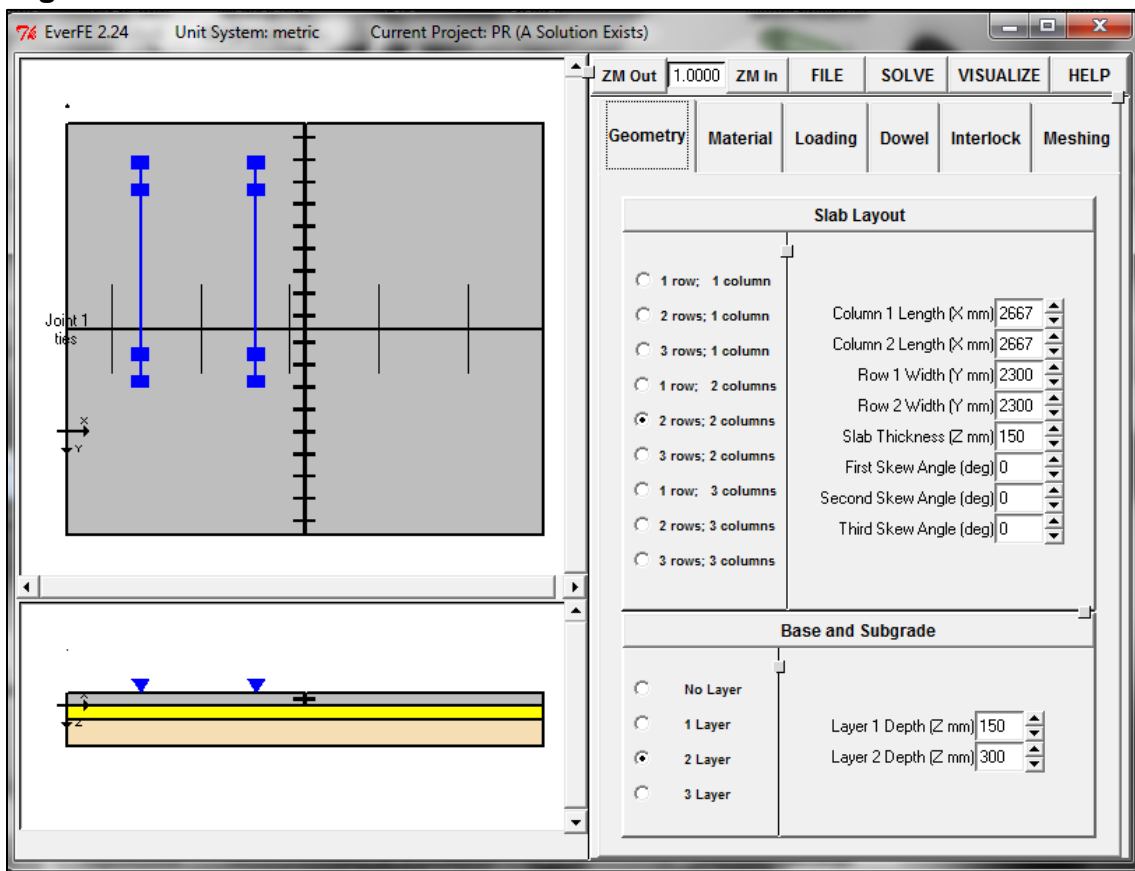 EverFE 2.24 Unit System: metric Current Project: PR (A Solution Exists)
ZM Out 1.0000 ZM In FILE SOLVE VISUALIZE HELP
Geometry Material Loading Dowel Interlock Meshing
Joint 1
ties
X
Y
Slab Layout
1 row; 1 column
2 rows; 1 column
3 rows; 1 column
1 row; 2 columns
2 rows; 2 columns
3 rows; 2 columns
1 row; 3 columns
2 rows; 3 columns
3 rows; 3 columns
Column 1 Length (X mm) 2667
Column 2 Length (X mm) 2667
Row 1 Width (Y mm) 2300
Row 2 Width (Y mm) 2300
Slab Thickness (Z mm) 150
First Skew Angle (deg) 0
Second Skew Angle (deg) 0
Third Skew Angle (deg) 0
X
Z
Base and Subgrade
No Layer
1 Layer
2 Layer
3 Layer
Layer 1 Depth (Z mm) 150
Layer 2 Depth (Z mm) 300